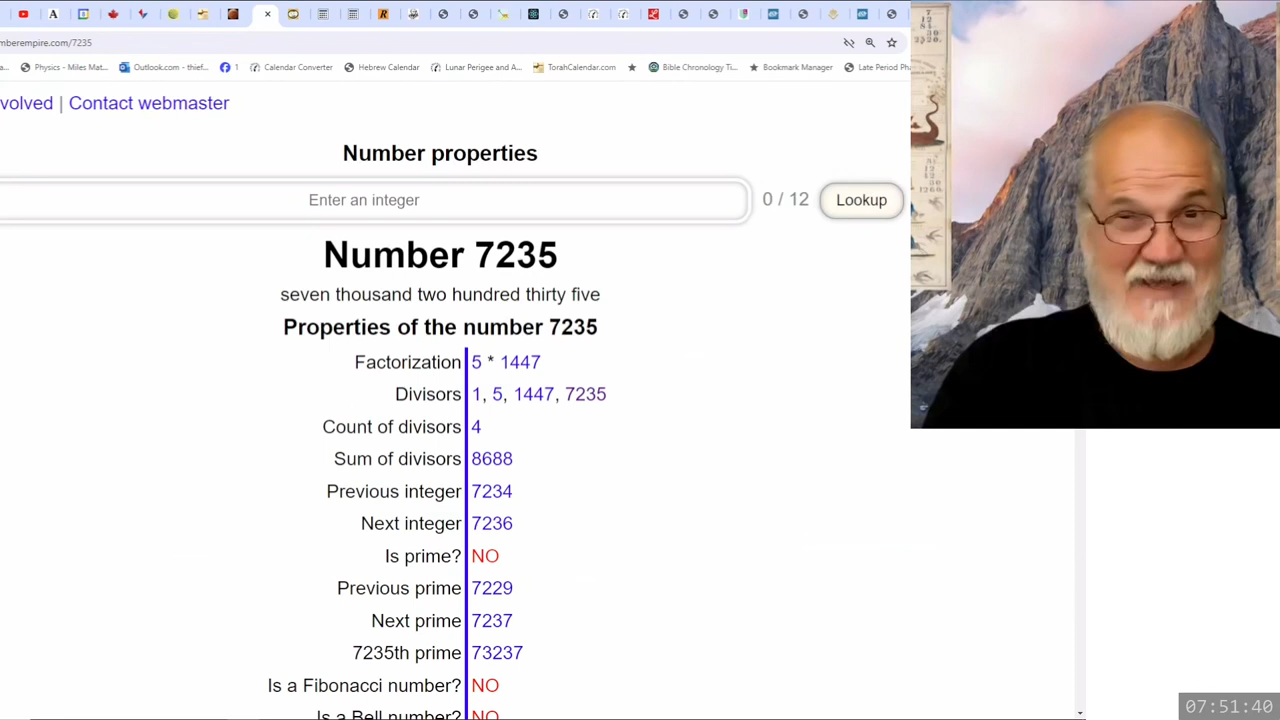 mberempire.com/7235
Physics - Miles Mat...
Outlook.com - thief...
1
Calendar Converter
Hebrew Calendar
Lunar Perigee and A...
TorahCalendar.com
Bible Chronology Ti...
Bookmark Manager
Late Period Ph
volved | Contact webmaster
Number properties
Enter an integer
0 / 12
Lookup
Number 7235
seven thousand two hundred thirty five
Properties of the number 7235
Factorization 5 * 1447
Divisors 1, 5, 1447, 7235
Count of divisors 4
Sum of divisors 8688
Previous integer 7234
Next integer 7236
Is prime? NO
Previous prime 7229
Next prime 7237
7235th prime 73237
Is a Fibonacci number? NO
Is a Bell number? NO
07:51:40